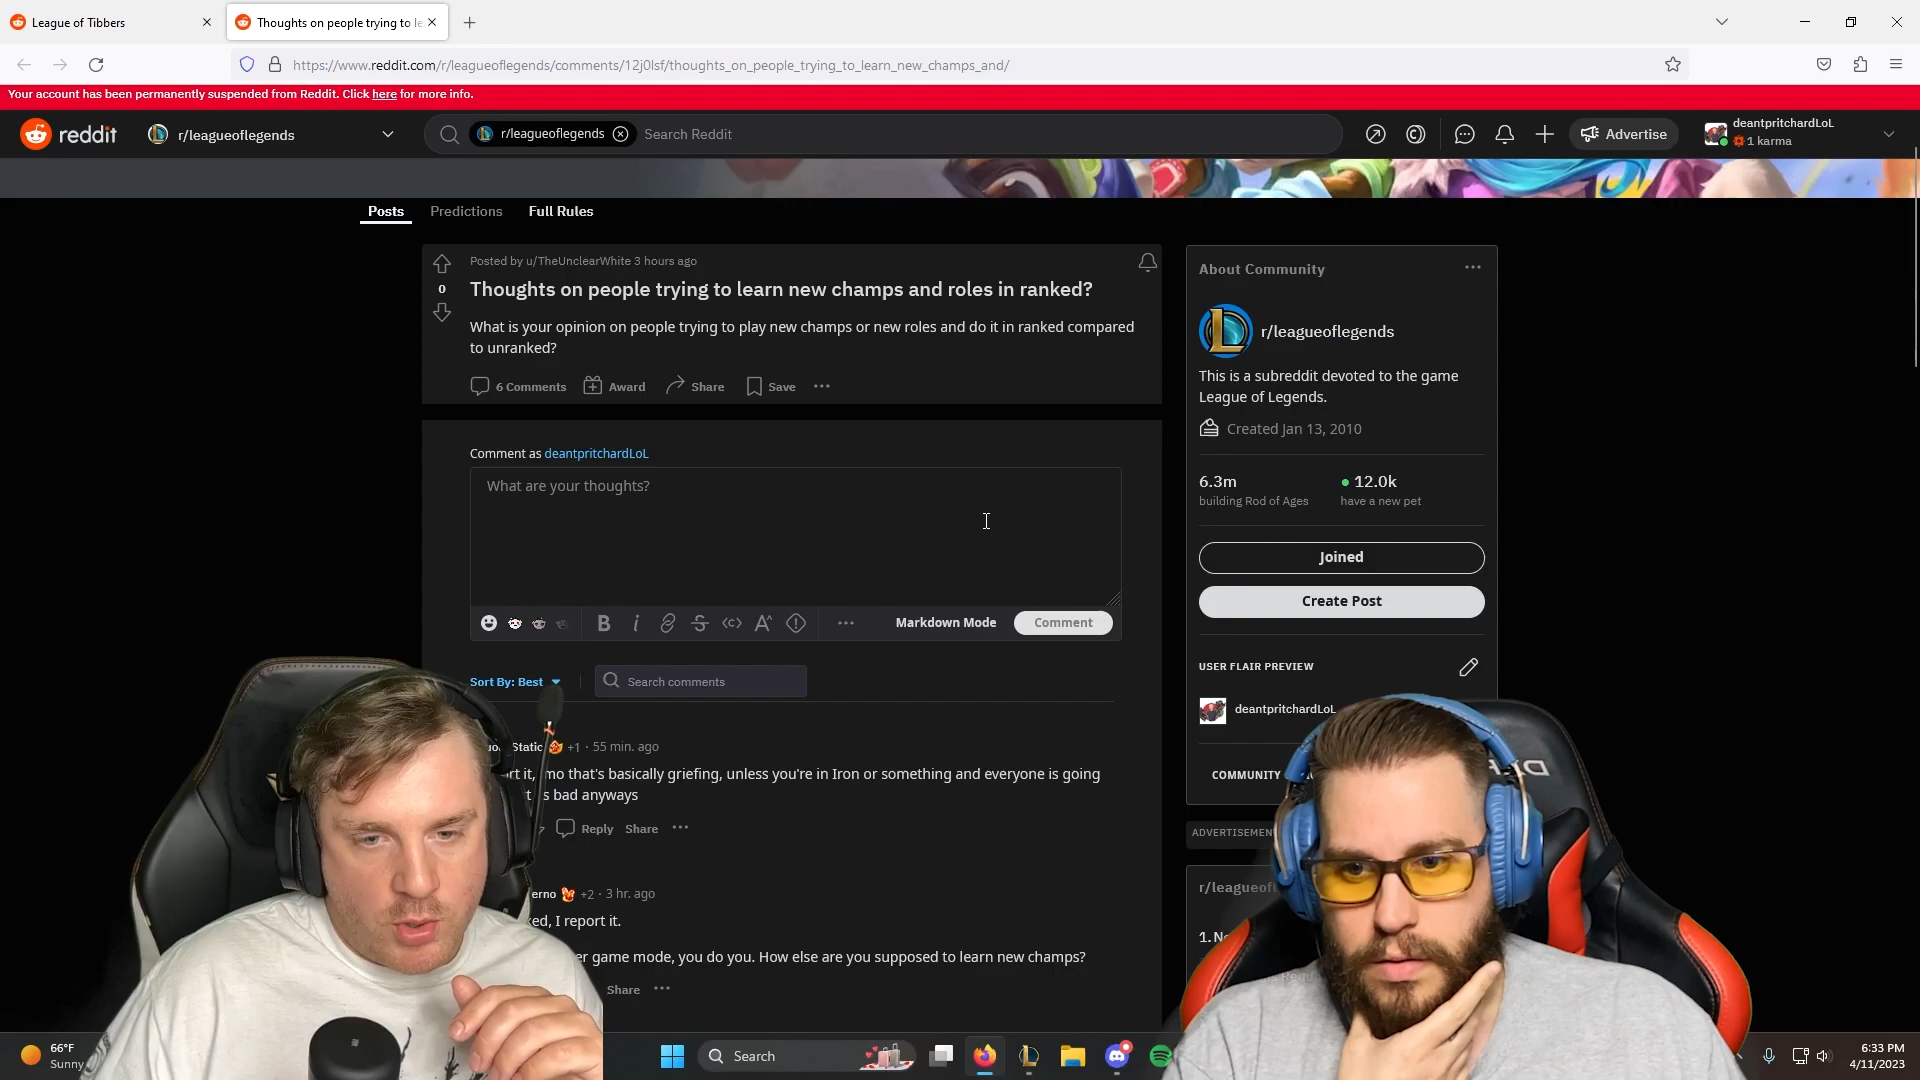 League of Tibbers
Thoughts on people trying to le
https://www.reddit.com/r/leagueoflegends/comments/12j0lsf/thoughts_on_people_trying_to_learn_new_champs_and/
Your account has been permanently suspended from Reddit. Click here for more info.
reddit
r/leagueoflegends
r/leagueoflegends
Search Reddit
Advertise
deantpritchardLoL
1 karma
Posts
Predictions
Full Rules
Posted by u/TheUnclearWhite 3 hours ago
0
Thoughts on people trying to learn new champs and roles in ranked?
What is your opinion on people trying to play new champs or new roles and do it in ranked compared
to unranked?
6 Comments
Award
Share
Save
Comment as deantpritchardLoL
What are your thoughts?
Markdown Mode
Comment
Sort By: Best
Search comments
Static
+1 · 55 min. ago
that's basically griefing, unless you're in Iron or something and everyone is going
bad anyways
Reply
Share
+2 · 3 hr. ago
I report it.
game mode, you do you. How else are you supposed to learn new champs?
Share
About Community
r/leagueoflegends
This is a subreddit devoted to the game
League of Legends.
Created Jan 13, 2010
6.3m
building Rod of Ages
12.0k
have a new pet
Joined
Create Post
USER FLAIR PREVIEW
deantpritchardLoL
COMMUNITY
ADVERTISEMEN
r/leagueof
1.
66°F
Sunny
Search
6:33 PM
4/11/2023